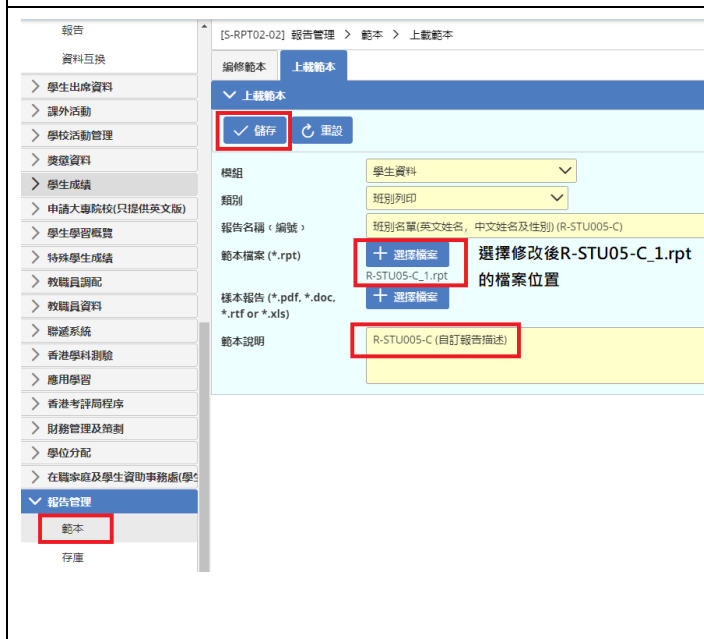 報告
資料互換
學生出席資料
課外活動
學校活動管理
獎懲資料
學生成績
申請大專院校(只提供英文版)
學生學習概覽
特殊學生成績
教職員調配
教職員資料
聯遞系統
香港學科測驗
應用學習
香港考評局程序
財務管理及策劃
學位分配
在職家庭及學生資助事務處(學生
報告管理
範本
存庫
[S-RPT02-02] 報告管理 > 範本 > 上載範本
編修範本 上載範本
上載範本
儲存 重設
模組 學生資料
類別 班別列印
報告名稱﹙編號﹚ 班別名單(英文姓名，中文姓名及性別) (R-STU005-C)
範本檔案 (*.rpt) 選擇檔案 選擇修改後R-STU05-C_1.rpt
R-STU05-C_1.rpt 的檔案位置
樣本報告 (*.pdf, *.doc, 選擇檔案
*.rtf or *.xls)
範本說明 R-STU005-C (自訂報告描述)